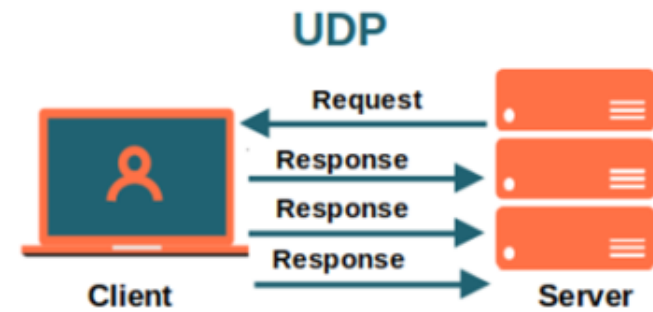 UDP
Request
Response
Response
Response
Client
Server